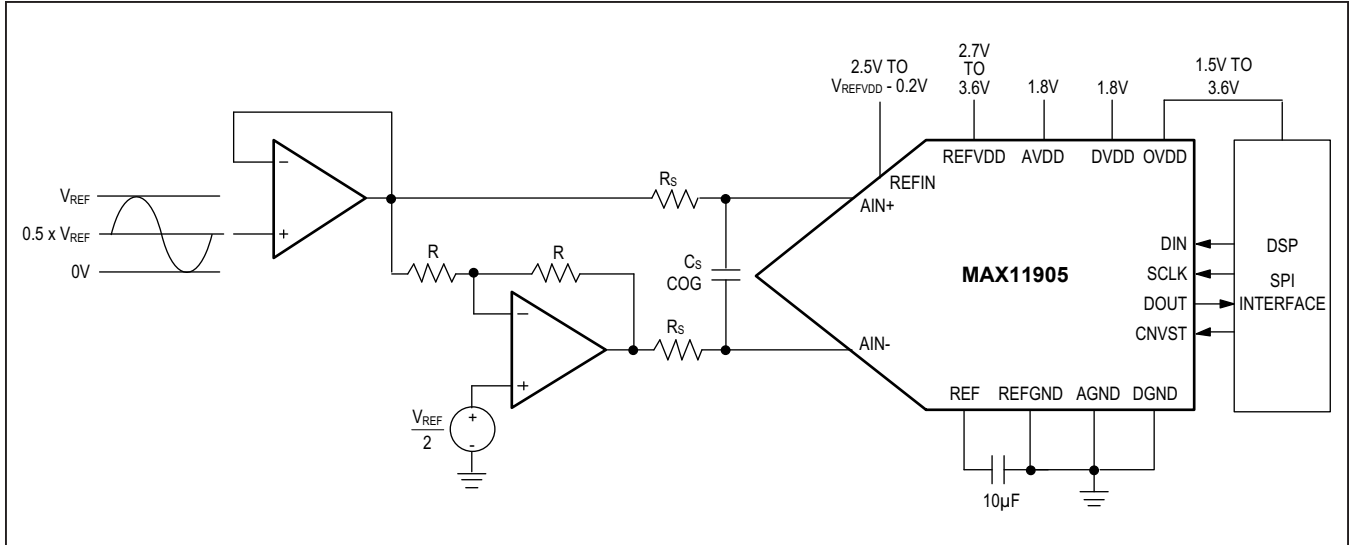 2.7V
TO
3.6V
2.5V TO
VREFVDD - 0.2V
1.8V
1.8V
1.5V TO
3.6V
REFVDD
AVDD
DVDD
OVDD
REFIN
AIN+
VREF
0.5 x VREF
0V
-
+
RS
R
R
CS
COG
RS
-
+
VREF
2
+
-
AIN-
MAX11905
DIN
SCLK
DOUT
CNVST
DSP
SPI
INTERFACE
REF
REFGND
AGND
DGND
10µF